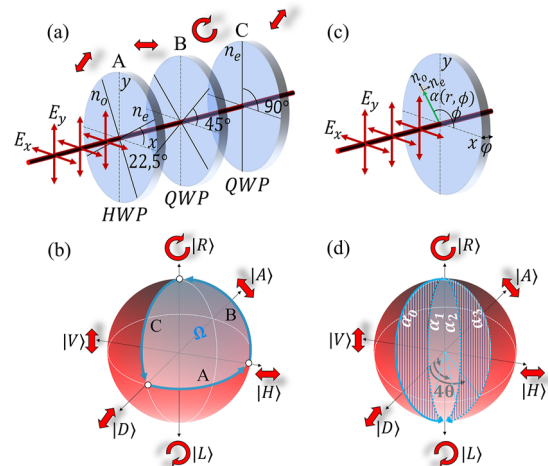 (a)
A
B
C
n_o
y
n_e
n_e
E_y
E_x
x
22,5°
45°
90°
HWP
QWP
QWP
(c)
y
n_o
n_e
α(r, ϕ)
ϕ
E_y
E_x
x
φ
(b)
|R⟩
|A⟩
C
B
Ω
|V⟩
A
|H⟩
|D⟩
|L⟩
(d)
|R⟩
|A⟩
α_0
α_1
α_2
α_3
|V⟩
4θ
|H⟩
|D⟩
|L⟩